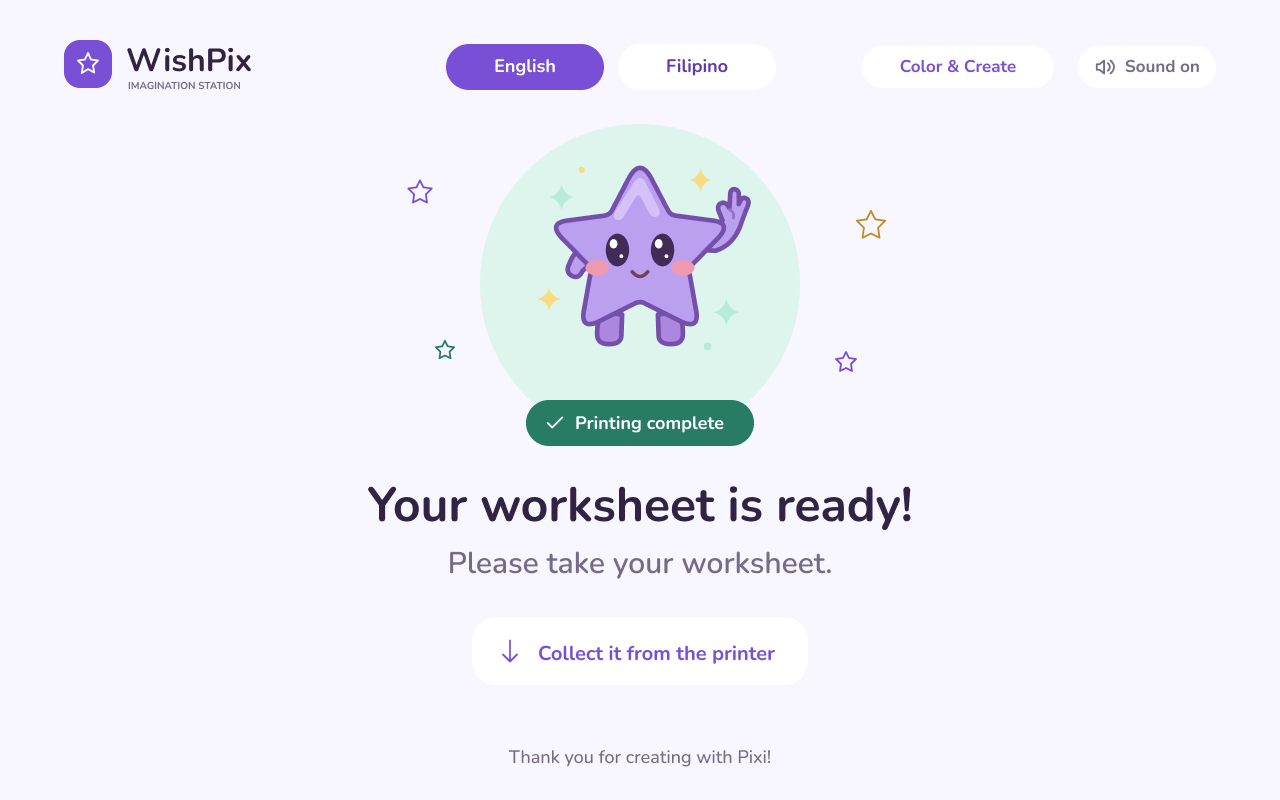 WishPix
IMAGINATION STATION
English
Filipino
Color & Create
Sound on
Printing complete
Your worksheet is ready!
Please take your worksheet.
Collect it from the printer
Thank you for creating with Pixi!